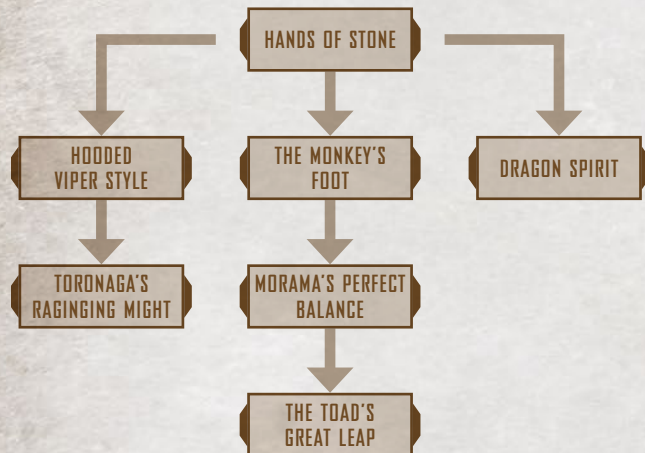 HANDS OF STONE
HOODED
VIPER STYLE
THE MONKEY'S
FOOT
DRAGON SPIRIT
TORONAGA'S
RAGINGING MIGHT
MORAMA'S PERFECT
BALANCE
THE TOAD'S
GREAT LEAP